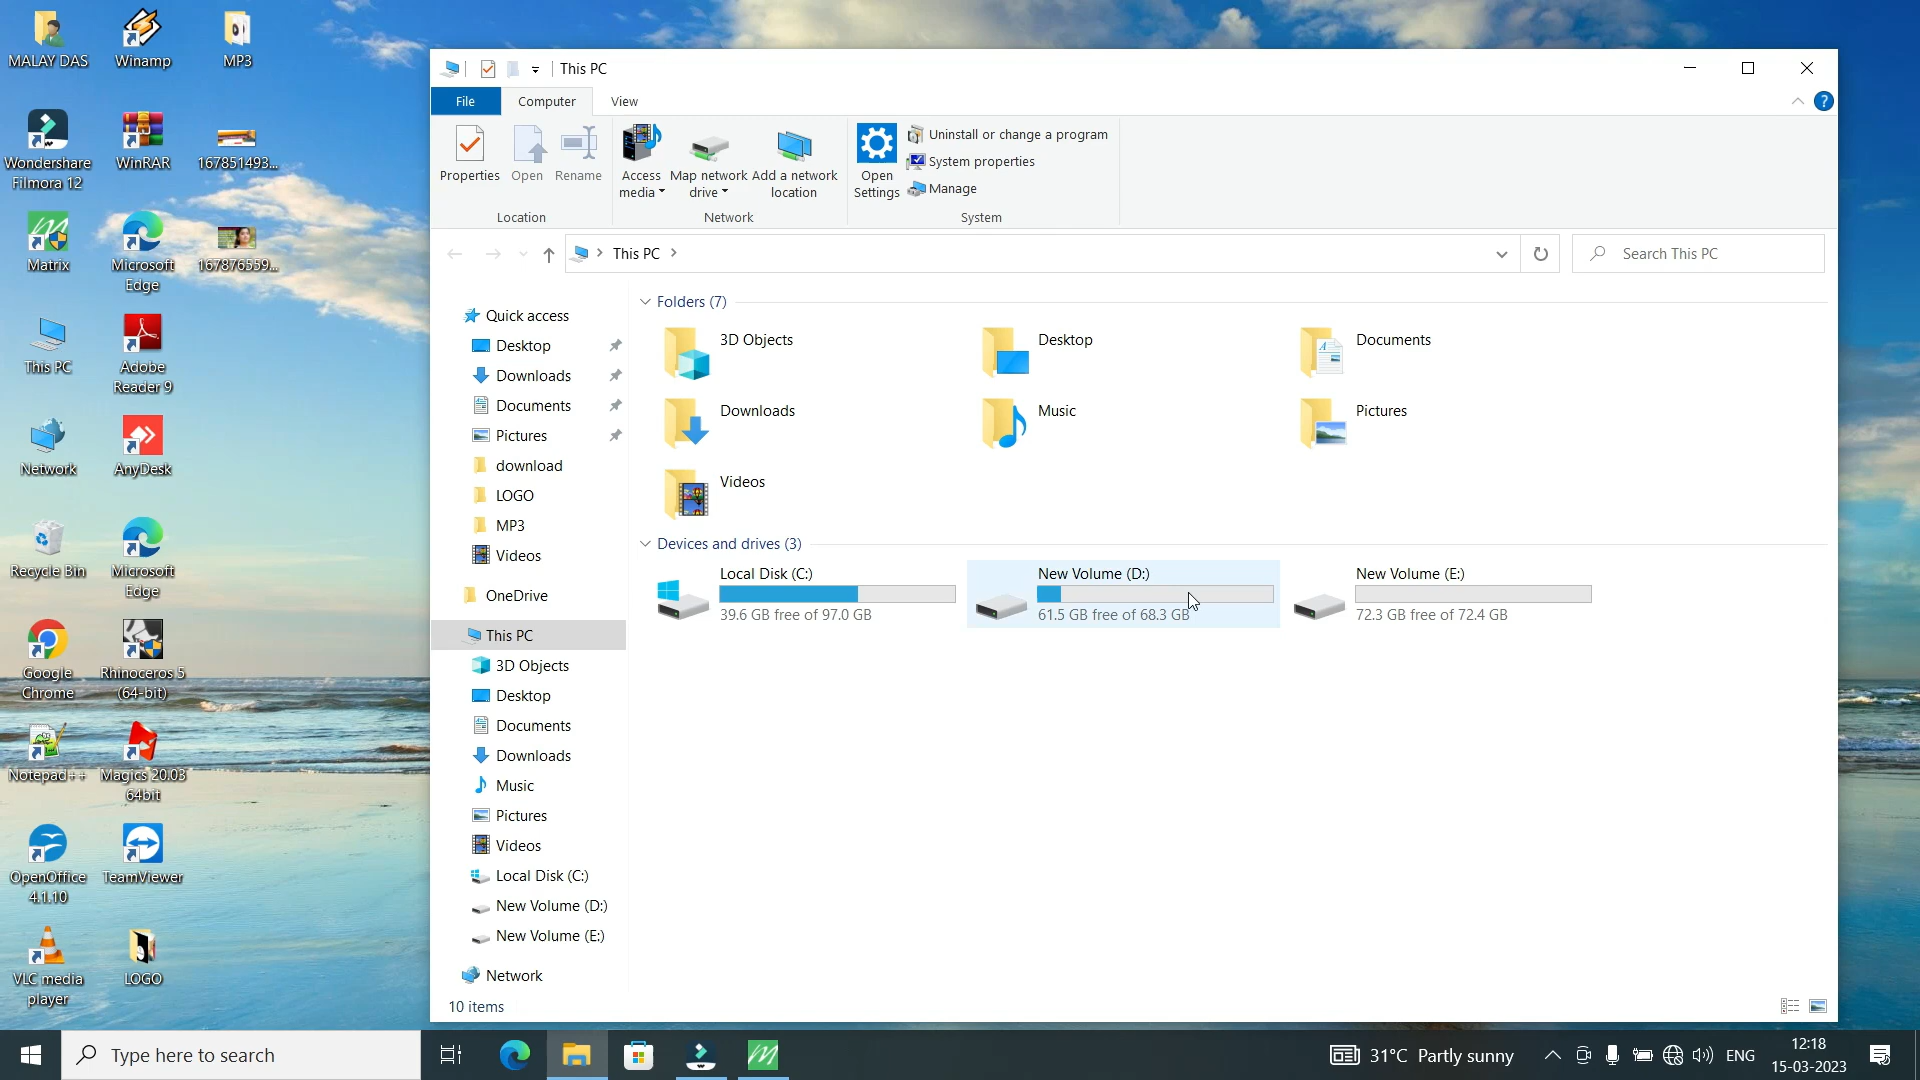 MALAY DAS
Winamp
MP3
Wondershare
Filmora 12
WinRAR
167851493...
Matrix
Microsoft
Edge
167876559...
This PC
Adobe
Reader 9
Network
AnyDesk
Recycle Bin
Microsoft
Edge
Google
Chrome
Rhinoceros 5
(64-bit)
Notepad++
Magics 20.03
64bit
OpenOffice
4.1.10
TeamViewer
VLC media
player
LOGO
This PC
File
Computer
View
Properties
Open
Rename
Location
Access
media
Map network
drive
Add a network
location
Network
Open
Settings
Uninstall or change a program
System properties
Manage
System
This PC
Search This PC
Quick access
Desktop
Downloads
Documents
Pictures
download
LOGO
MP3
Videos
OneDrive
This PC
3D Objects
Desktop
Documents
Downloads
Music
Pictures
Videos
Local Disk (C:)
New Volume (D:)
New Volume (E:)
Network
Folders (7)
3D Objects
Desktop
Documents
Downloads
Music
Pictures
Videos
Devices and drives (3)
Local Disk (C:)
39.6 GB free of 97.0 GB
New Volume (D:)
61.5 GB free of 68.3 GB
New Volume (E:)
72.3 GB free of 72.4 GB
10 items
Type here to search
31°C Partly sunny
ENG
12:18
15-03-2023